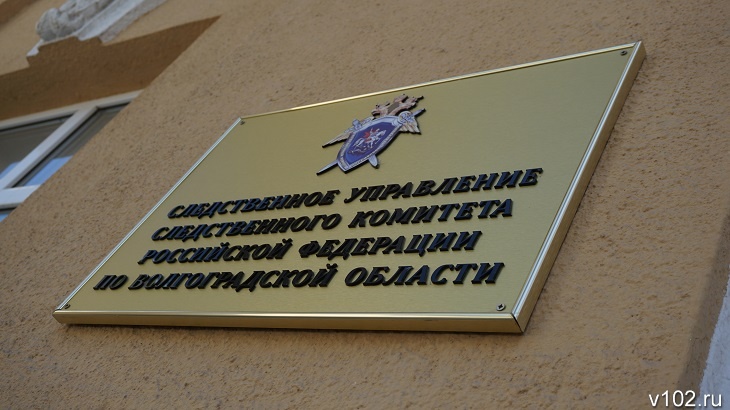 СЛЕДСТВЕННОЕ УПРАВЛЕНИЕ
СЛЕДСТВЕННОГО КОМИТЕТА
РОССИЙСКОЙ ФЕДЕРАЦИИ
ПО ВОЛГОГРАДСКОЙ ОБЛАСТИ
v102.ru